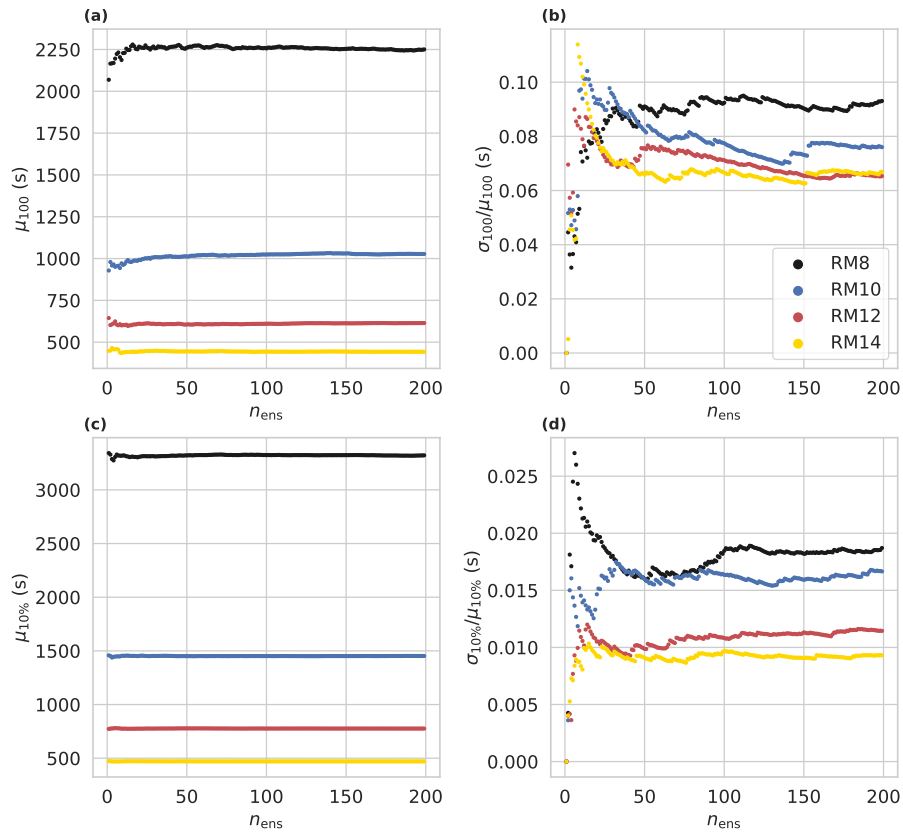 (a)
2250
2000
1750
1500
1250
1000
750
500
μ100 (s)
0 50 100 150 200
nens
(b)
0.10
0.08
0.06
0.04
0.02
0.00
σ100/μ100 (s)
RM8
RM10
RM12
RM14
0 50 100 150 200
nens
(c)
3000
2500
2000
1500
1000
500
μ10% (s)
0 50 100 150 200
nens
(d)
0.025
0.020
0.015
0.010
0.005
0.000
σ10%/μ10% (s)
0 50 100 150 200
nens